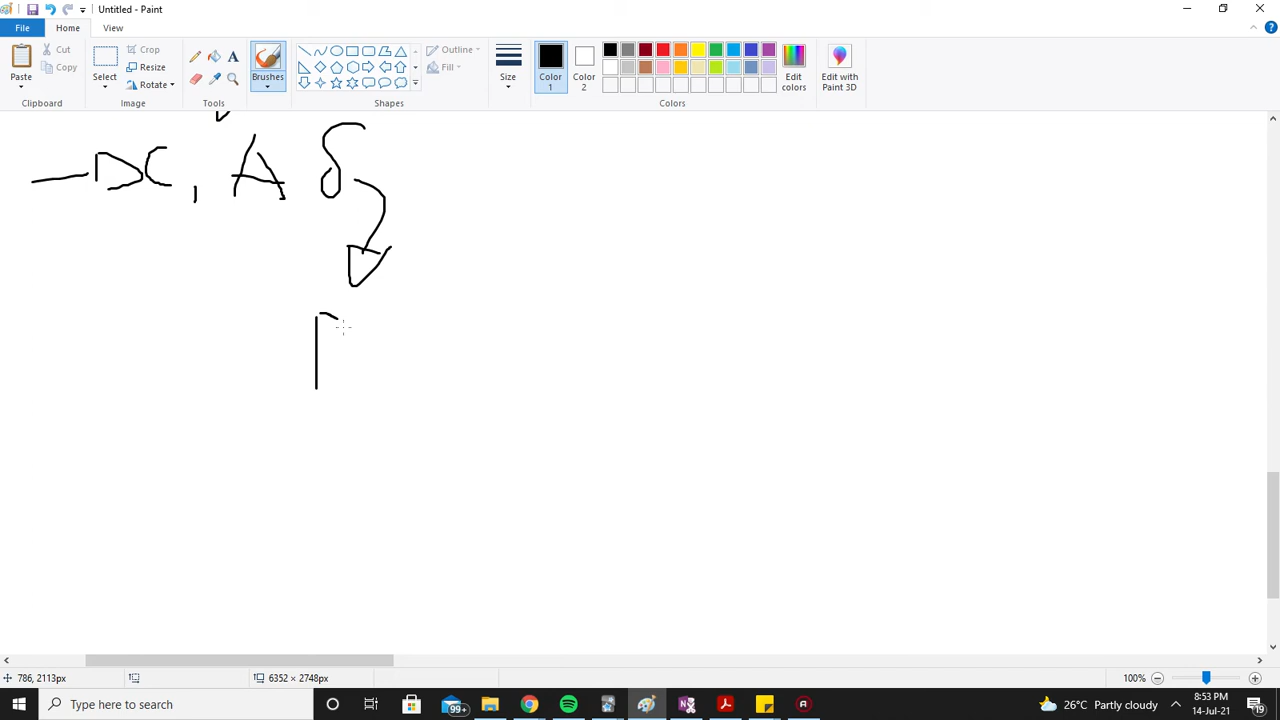 Untitled - Paint
File Home View
Paste
Cut
Copy
Clipboard
Select
Crop
Resize
Rotate
Image
Tools
Brushes
Shapes
Outline
Fill
Size
Color 1
Color 2
Edit colors
Colors
Edit with Paint 3D
—DC, A δ
786, 2113px
6352 × 2748px
100%
Type here to search
99+
26°C Partly cloudy
8:53 PM
14-Jul-21
19